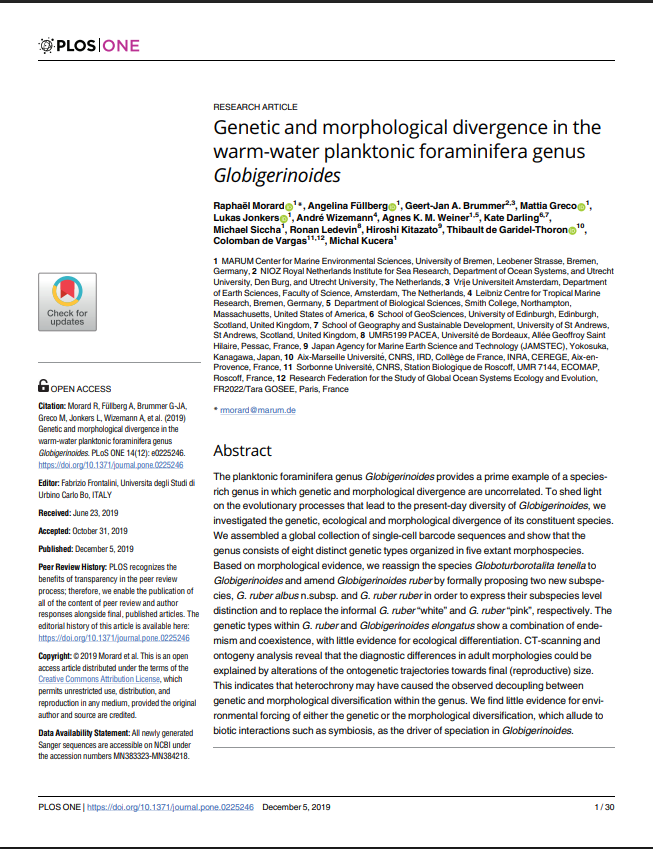 PLOS ONE
RESEARCH ARTICLE
Genetic and morphological divergence in the
warm-water planktonic foraminifera genus
Globigerinoides
Raphaël Morard 1*, Angelina Füllberg 1, Geert-Jan A. Brummer2,3, Mattia Greco 1,
Lukas Jonkers 1, André Wizemann4, Agnes K. M. Weiner1,5, Kate Darling6,7,
Michael Siccha1, Ronan Ledevin8, Hiroshi Kitazato9, Thibault de Garidel-Thoron 10,
Colomban de Vargas11,12, Michal Kucera1
1 MARUM Center for Marine Environmental Sciences, University of Bremen, Leobener Strasse, Bremen,
Germany, 2 NIOZ Royal Netherlands Institute for Sea Research, Department of Ocean Systems, and Utrecht
University, Den Burg, and Utrecht University, The Netherlands, 3 Vrije Universiteit Amsterdam, Department
of Earth Sciences, Faculty of Science, Amsterdam, The Netherlands, 4 Leibniz Centre for Tropical Marine
Research, Bremen, Germany, 5 Department of Biological Sciences, Smith College, Northampton,
Massachusetts, United States of America, 6 School of GeoSciences, University of Edinburgh, Edinburgh,
Scotland, United Kingdom, 7 School of Geography and Sustainable Development, University of St Andrews,
St Andrews, Scotland, United Kingdom, 8 UMR5199 PACEA, Université de Bordeaux, Allée Geoffroy Saint
Hilaire, Pessac, France, 9 Japan Agency for Marine Earth Science and Technology (JAMSTEC), Yokosuka,
Kanagawa, Japan, 10 Aix-Marseille Université, CNRS, IRD, Collège de France, INRA, CEREGE, Aix-en-
Provence, France, 11 Sorbonne Université, CNRS, Station Biologique de Roscoff, UMR 7144, ECOMAP,
Roscoff, France, 12 Research Federation for the Study of Global Ocean Systems Ecology and Evolution,
FR2022/Tara GOSEE, Paris, France
* rmorard@marum.de
Abstract
The planktonic foraminifera genus Globigerinoides provides a prime example of a species-
rich genus in which genetic and morphological divergence are uncorrelated. To shed light
on the evolutionary processes that lead to the present-day diversity of Globigerinoides, we
investigated the genetic, ecological and morphological divergence of its constituent species.
We assembled a global collection of single-cell barcode sequences and show that the
genus consists of eight distinct genetic types organized in five extant morphospecies.
Based on morphological evidence, we reassign the species Globoturborotalita tenella to
Globigerinoides and amend Globigerinoides ruber by formally proposing two new subspe-
cies, G. ruber albus n.subsp. and G. ruber ruber in order to express their subspecies level
distinction and to replace the informal G. ruber "white" and G. ruber "pink", respectively. The
genetic types within G. ruber and Globigerinoides elongatus show a combination of ende-
mism and coexistence, with little evidence for ecological differentiation. CT-scanning and
ontogeny analysis reveal that the diagnostic differences in adult morphologies could be
explained by alterations of the ontogenetic trajectories towards final (reproductive) size.
This indicates that heterochrony may have caused the observed decoupling between
genetic and morphological diversification within the genus. We find little evidence for envi-
ronmental forcing of either the genetic or the morphological diversification, which allude to
biotic interactions such as symbiosis, as the driver of speciation in Globigerinoides.
Check for
updates
OPEN ACCESS
Citation: Morard R, Füllberg A, Brummer G-JA,
Greco M, Jonkers L, Wizemann A, et al. (2019)
Genetic and morphological divergence in the
warm-water planktonic foraminifera genus
Globigerinoides. PLoS ONE 14(12): e0225246.
https://doi.org/10.1371/journal.pone.0225246
Editor: Fabrizio Frontalini, Universita degli Studi di
Urbino Carlo Bo, ITALY
Received: June 23, 2019
Accepted: October 31, 2019
Published: December 5, 2019
Peer Review History: PLOS recognizes the
benefits of transparency in the peer review
process; therefore, we enable the publication of
all of the content of peer review and author
responses alongside final, published articles. The
editorial history of this article is available here:
https://doi.org/10.1371/journal.pone.0225246
Copyright: © 2019 Morard et al. This is an open
access article distributed under the terms of the
Creative Commons Attribution License, which
permits unrestricted use, distribution, and
reproduction in any medium, provided the original
author and source are credited.
Data Availability Statement: All newly generated
Sanger sequences are accessible on NCBI under
the accession numbers MN383323-MN384218.
PLOS ONE | https://doi.org/10.1371/journal.pone.0225246 December 5, 2019
1 / 30